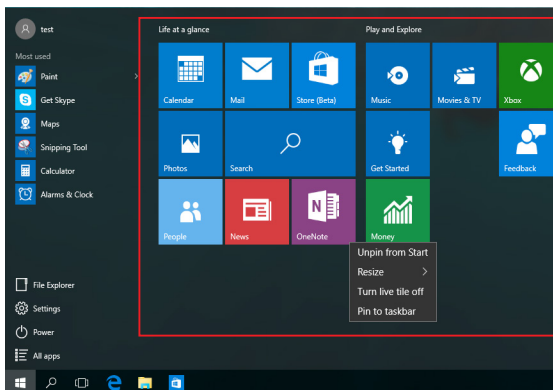 test
Most used
Paint
Get Skype
Maps
Snipping Tool
Calculator
Alarms & Clock
File Explorer
Settings
Power
All apps
Life at a glance
Calendar
Mail
Store (Beta)
Photos
Search
People
News
OneNote
Play and Explore
Music
Movies & TV
Xbox
Get Started
Feedback
Money
Unpin from Start
Resize
Turn live tile off
Pin to taskbar